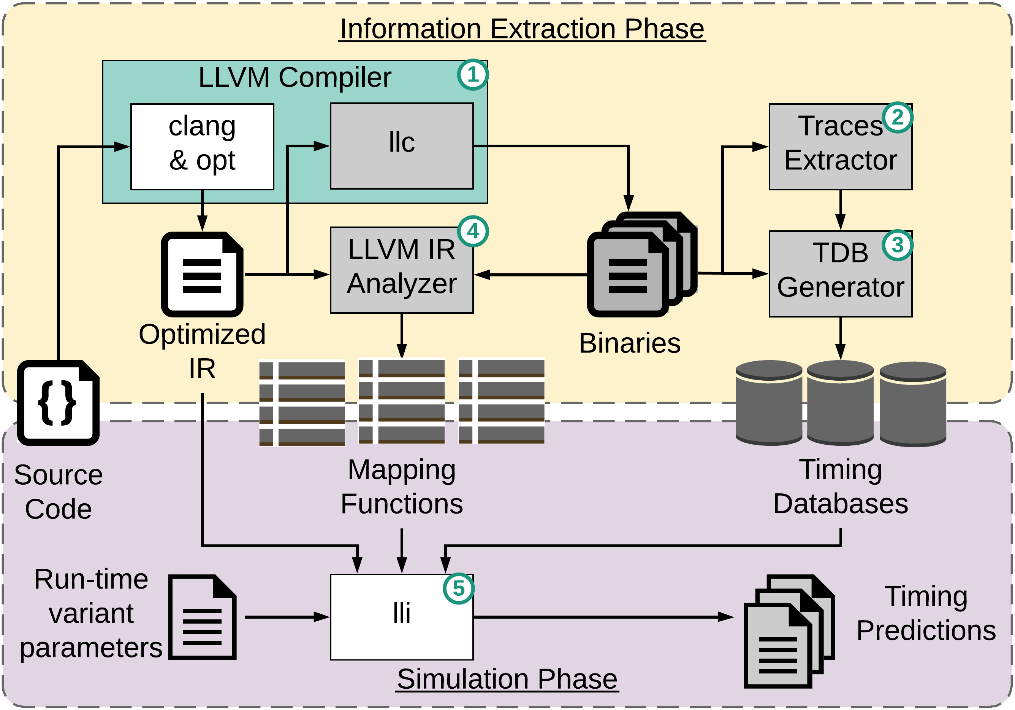 Information Extraction Phase
LLVM Compiler
1
clang
& opt
llc
2
Traces
Extractor
4
LLVM IR
Analyzer
3
TDB
Generator
Optimized
IR
Binaries
{}
Source
Code
Mapping
Functions
Timing
Databases
Run-time
variant
parameters
5
lli
Timing
Predictions
Simulation Phase